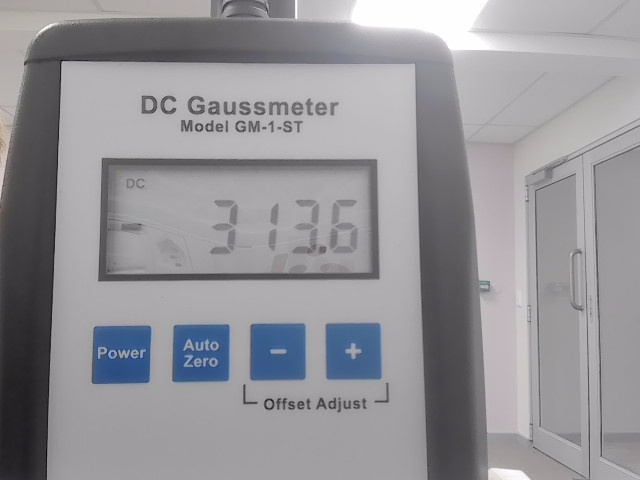 DC Gaussmeter
Model GM-1-ST
DC
313.6
Power
Auto
Zero
-
+
Offset Adjust